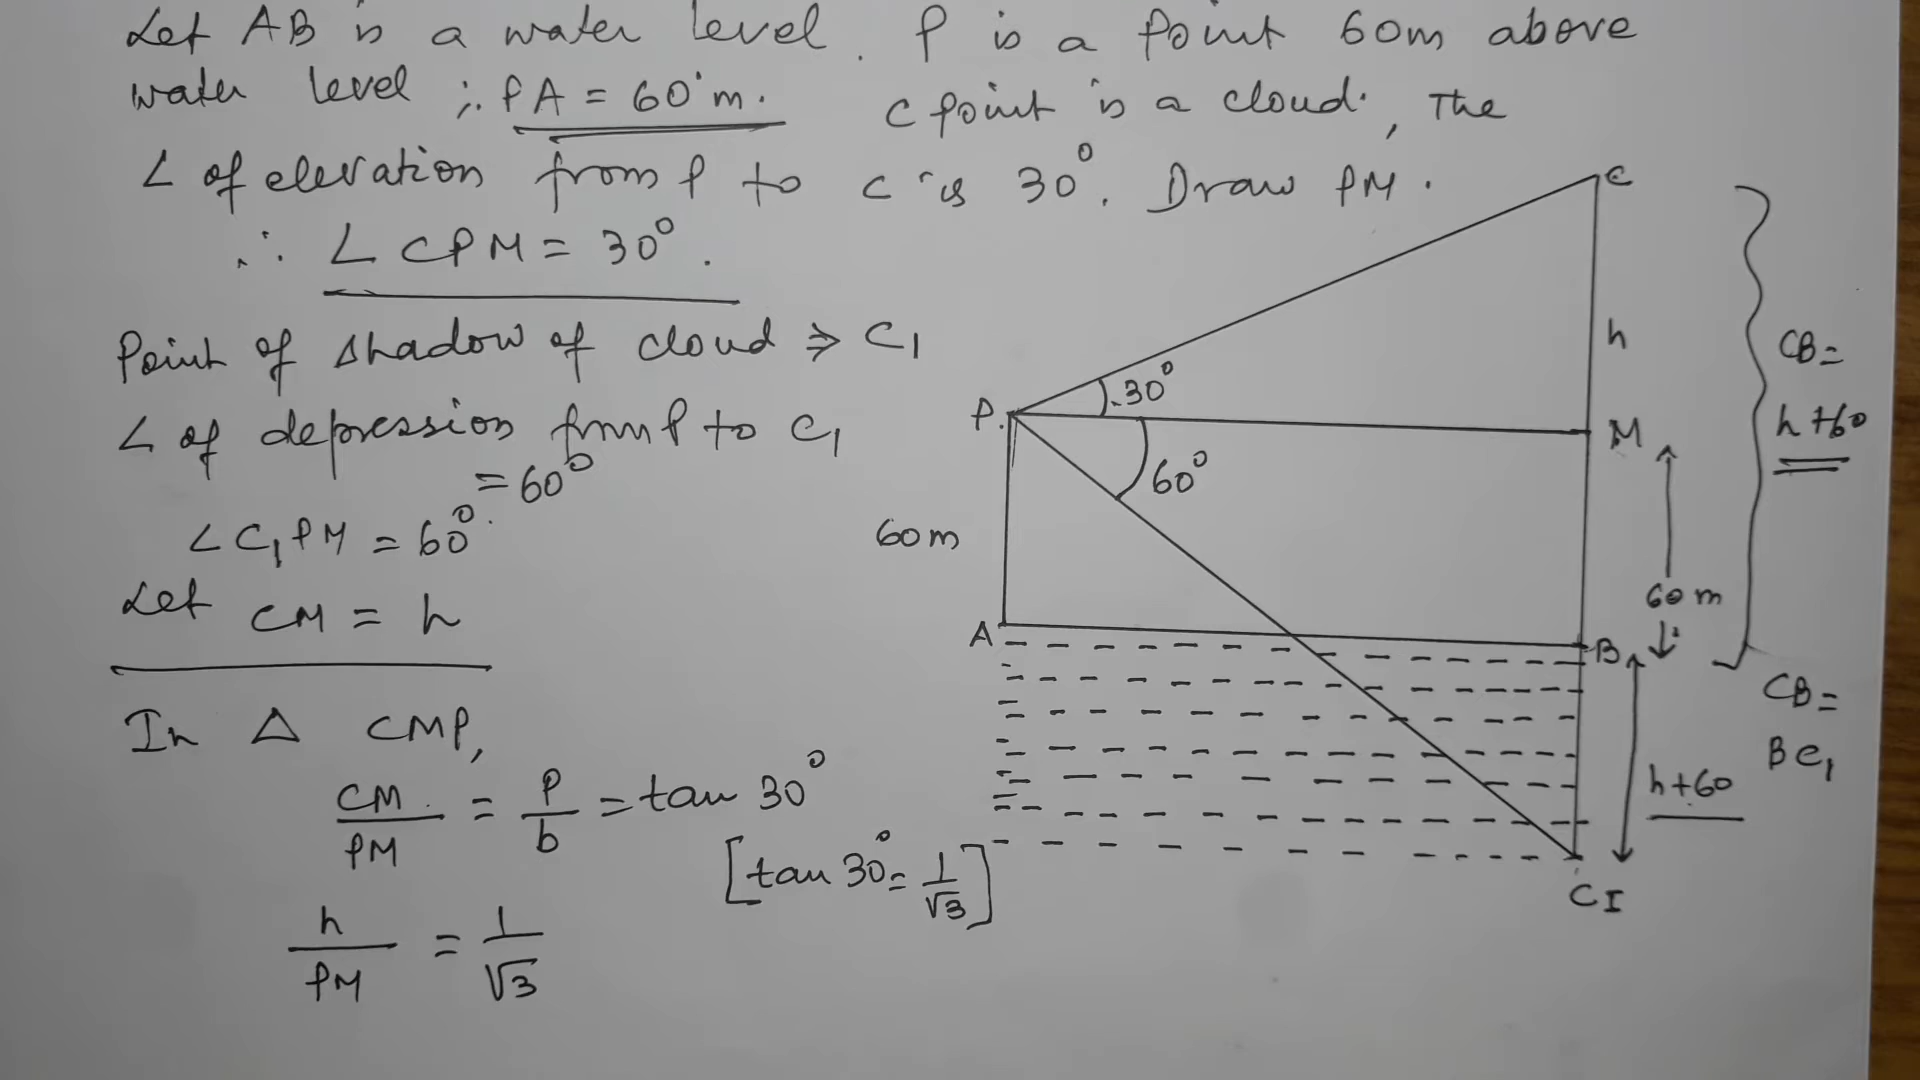 Let AB is a water level. P is a point 60m above
water level ∴ PA = 60 m. C point is a cloud, The
∠ of elevation from P to C is 30°. Draw PM.
∴ ∠ CPM = 30°.
Point of shadow of cloud ⇒ C₁
∠ of depression from P to C₁
= 60°
∠C₁PM = 60°.
Let CM = h
In △ CMP,
CM/PM = P/b = tan 30°
[tan 30° = 1/√3]
h/PM = 1/√3
C
h
CB =
h+60
P.
30°
M
60°
60m
60 m
A
B
CB =
BC₁
h+60
CI